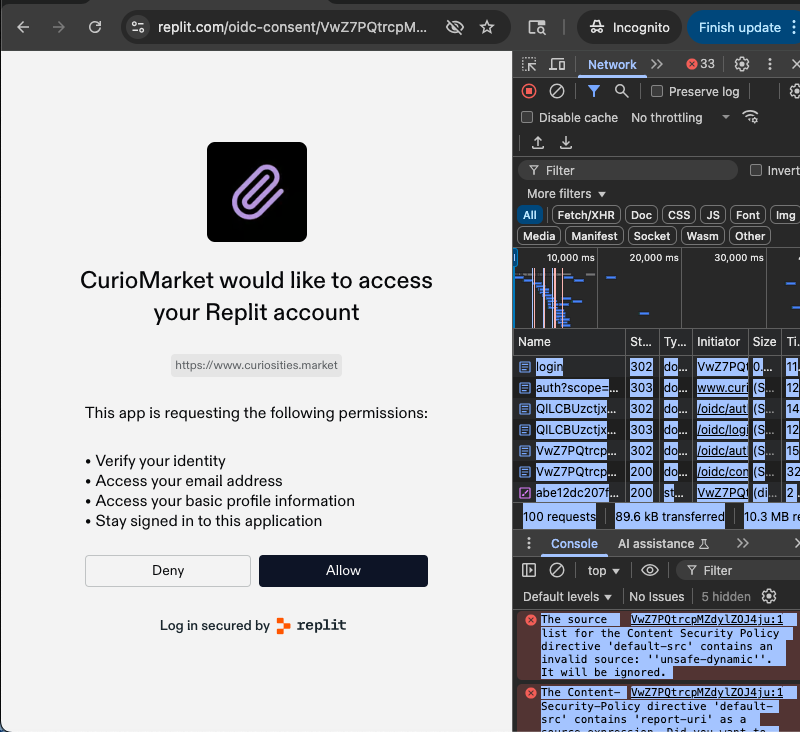 replit.com/oidc-consent/VwZ7PQtrcpM...
Incognito
Finish update
CurioMarket would like to access
your Replit account
https://www.curiosities.market
This app is requesting the following permissions:
• Verify your identity
• Access your email address
• Access your basic profile information
• Stay signed in to this application
Deny
Allow
Log in secured by replit
Network
33
Preserve log
Disable cache
No throttling
Filter
Invert
More filters
All
Fetch/XHR
Doc
CSS
JS
Font
Img
Media
Manifest
Socket
Wasm
Other
10,000 ms
20,000 ms
30,000 ms
Name St... Ty... Initiator Size Ti...
login 302 do... VwZ7PQt 0... 11
auth?scope=... 303 do... www.curi (S... 12
QILCBUzctjx... 302 do... /oidc/aut (S... 14
QILCBUzctjx... 303 do... /oidc/logi (S... 12
VwZ7PQtrcp... 302 do... /oidc/aut (S... 15
VwZ7PQtrcp... 200 do... /oidc/con (S... 32
abe12dc207f... 200 st... VwZ7PQt (di... 2
100 requests
89.6 kB transferred
10.3 MB re
Console
AI assistance
top
Filter
Default levels
No Issues
5 hidden
The source VwZ7PQtrcpMZdylZOJ4ju:1
list for the Content Security Policy
directive 'default-src' contains an
invalid source: ''unsafe-dynamic''.
It will be ignored.
The Content- VwZ7PQtrcpMZdylZOJ4ju:1
Security-Policy directive 'default-
src' contains 'report-uri' as a
source expression. Did you want to